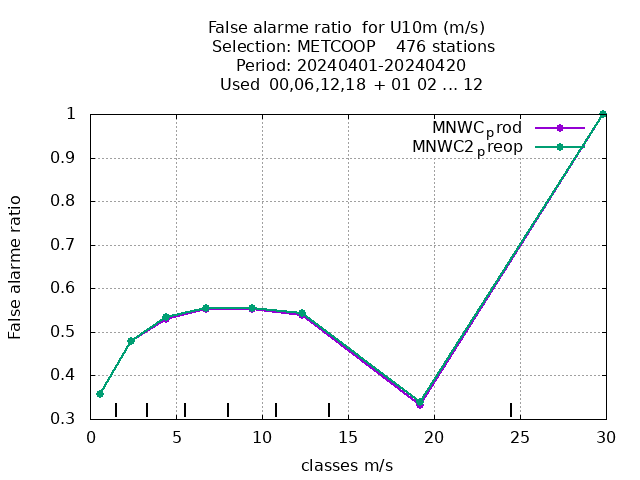 False alarme ratio  for U10m (m/s)
Selection: METCOOP    476 stations
Period: 20240401-20240420
Used  00,06,12,18  + 01 02 ... 12
MNWCprod
MNWC2preop
False alarme ratio
1
0.9
0.8
0.7
0.6
0.5
0.4
0.3
0 5 10 15 20 25 30
classes m/s